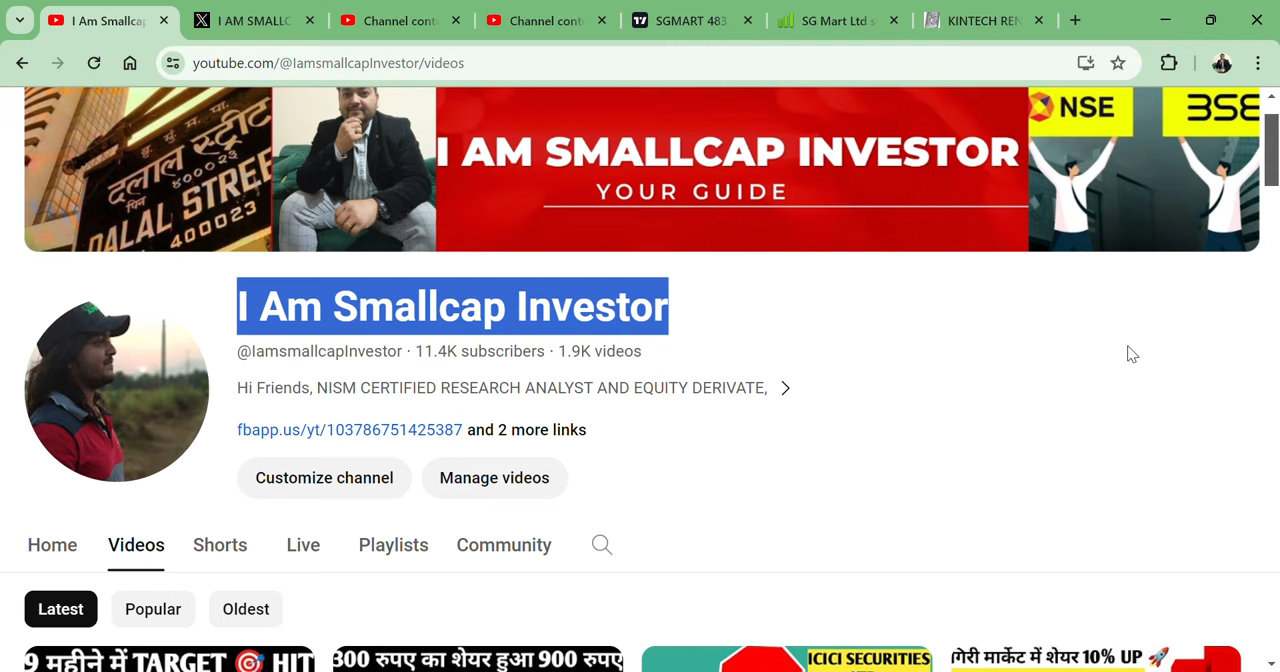 I Am Smallcap
I AM SMALLC
Channel cont
Channel cont
SGMART 483.
SG Mart Ltd s
KINTECH REN
youtube.com/@IamsmallcapInvestor/videos
दलाल स्ट्रीट
पिन
४०००२३
DALAL STREE
400023
I AM SMALLCAP INVESTOR
YOUR GUIDE
NSE
BSE
I Am Smallcap Investor
@IamsmallcapInvestor · 11.4K subscribers · 1.9K videos
Hi Friends, NISM CERTIFIED RESEARCH ANALYST AND EQUITY DERIVATE,
fbapp.us/yt/103786751425387 and 2 more links
Customize channel
Manage videos
Home
Videos
Shorts
Live
Playlists
Community
Latest
Popular
Oldest
9 महीने में TARGET 🎯 HIT
300 रुपए का शेयर हुआ 900 रुपए
ICICI SECURITIES
गिरी मार्केट में शेयर 10% UP 🚀